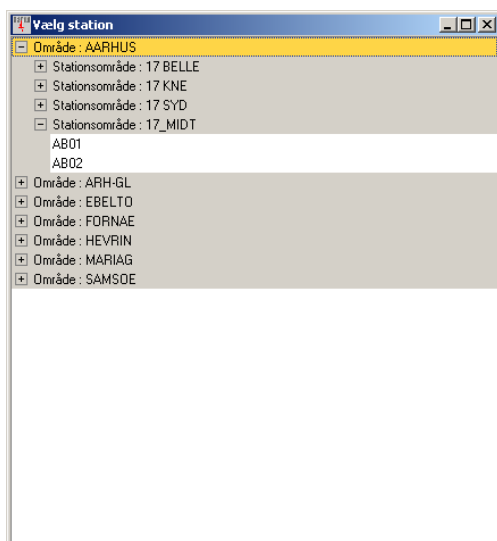 Vælg station
Område : AARHUS
Stationsområde : 17 BELLE
Stationsområde : 17 KNE
Stationsområde : 17 SYD
Stationsområde : 17_MIDT
AB01
AB02
Område : ARH-GL
Område : EBELTO
Område : FORNAE
Område : HEVRIN
Område : MARIAG
Område : SAMSOE